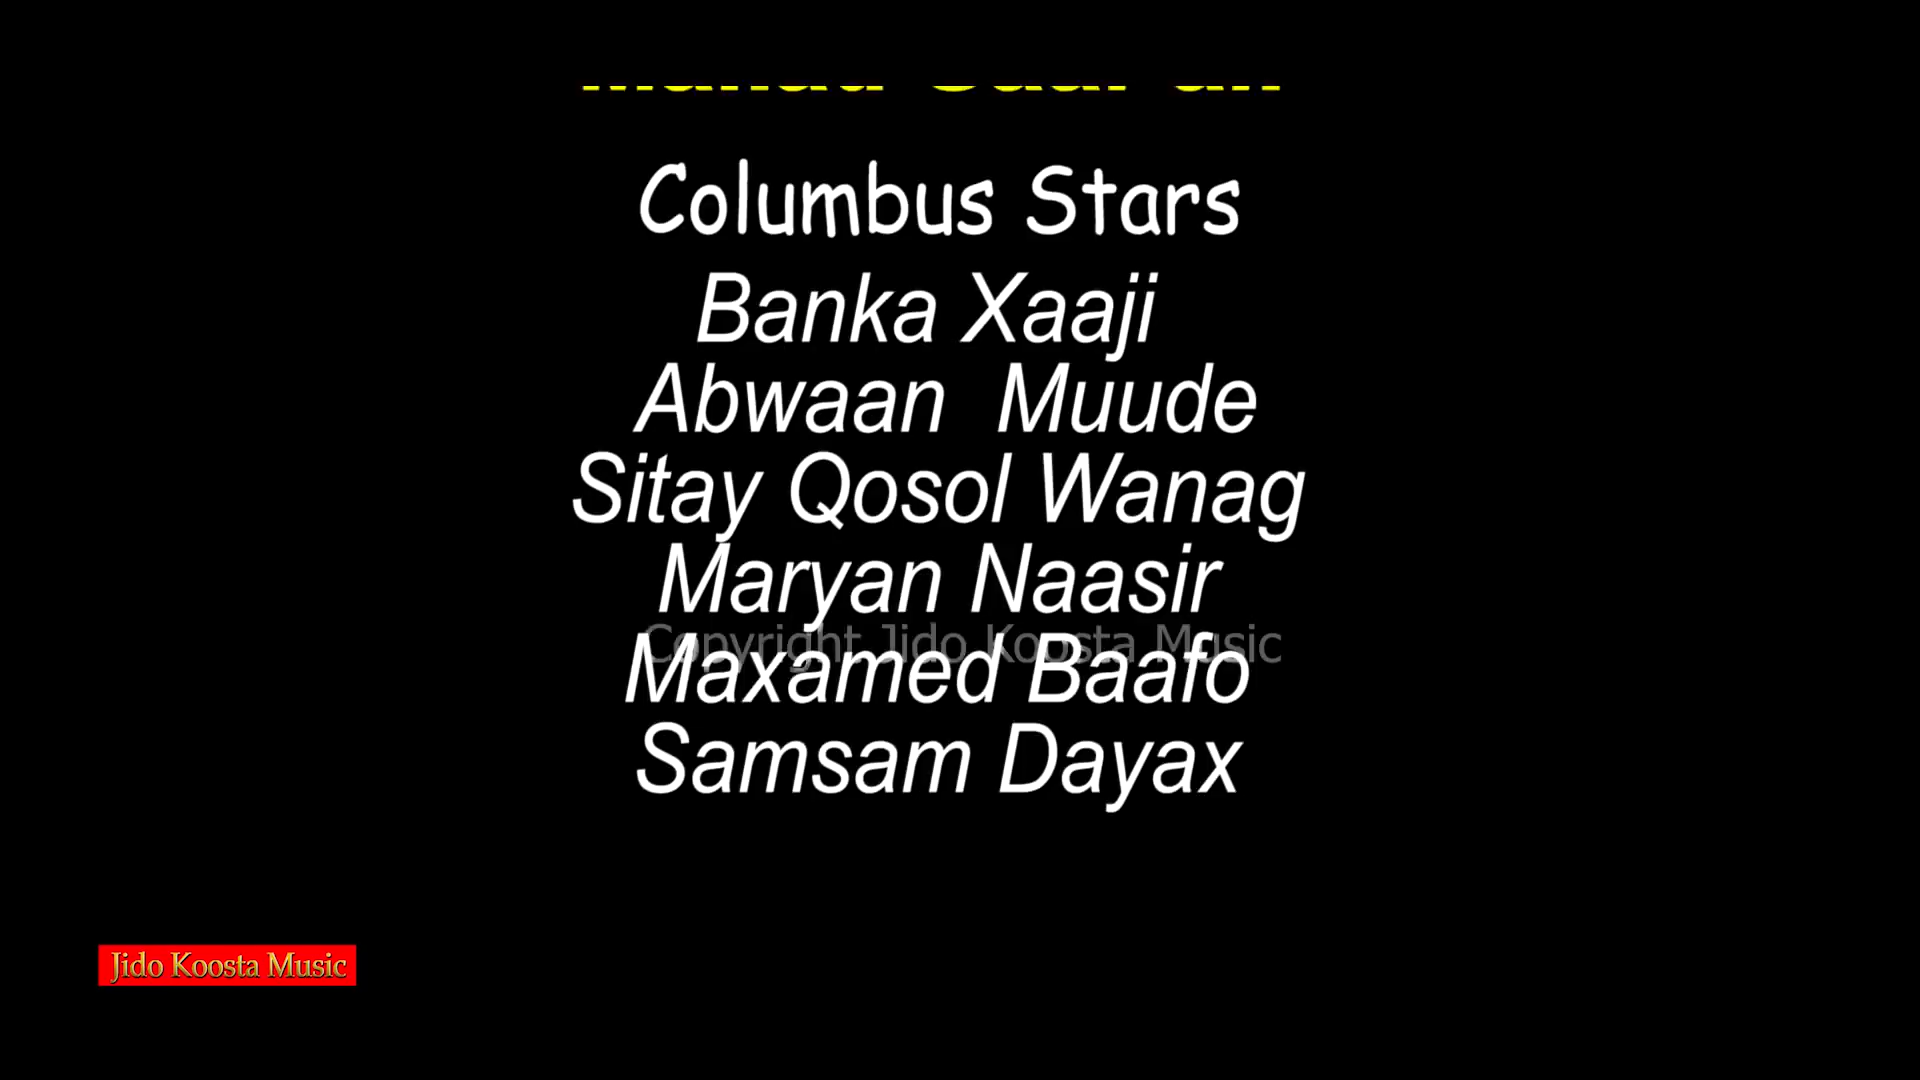 Columbus Stars
Banka Xaaji
Abwaan Muude
Sitay Qosol Wanag
Maryan Naasir
Copyright Jido Koosta Music
Maxamed Baafo
Samsam Dayax
Jido Koosta Music